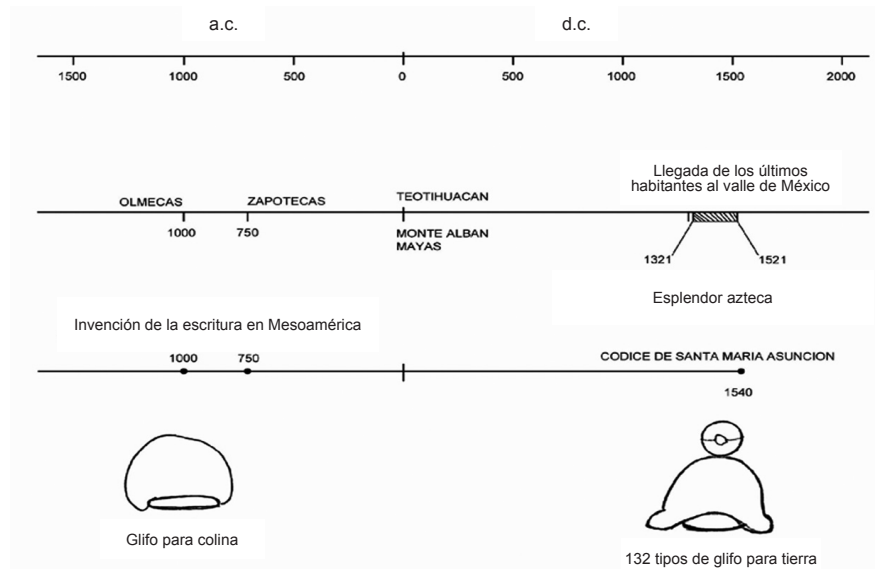 a.c. d.c.
1500 1000 500 0 500 1000 1500 2000
Llegada de los últimos
habitantes al valle de México
OLMECAS ZAPOTECAS TEOTIHUACAN
1000 750 MONTE ALBAN
MAYAS
1321 1521
Esplendor azteca
Invención de la escritura en Mesoamérica
1000 750 CODICE DE SANTA MARIA ASUNCION
1540
Glifo para colina
132 tipos de glifo para tierra